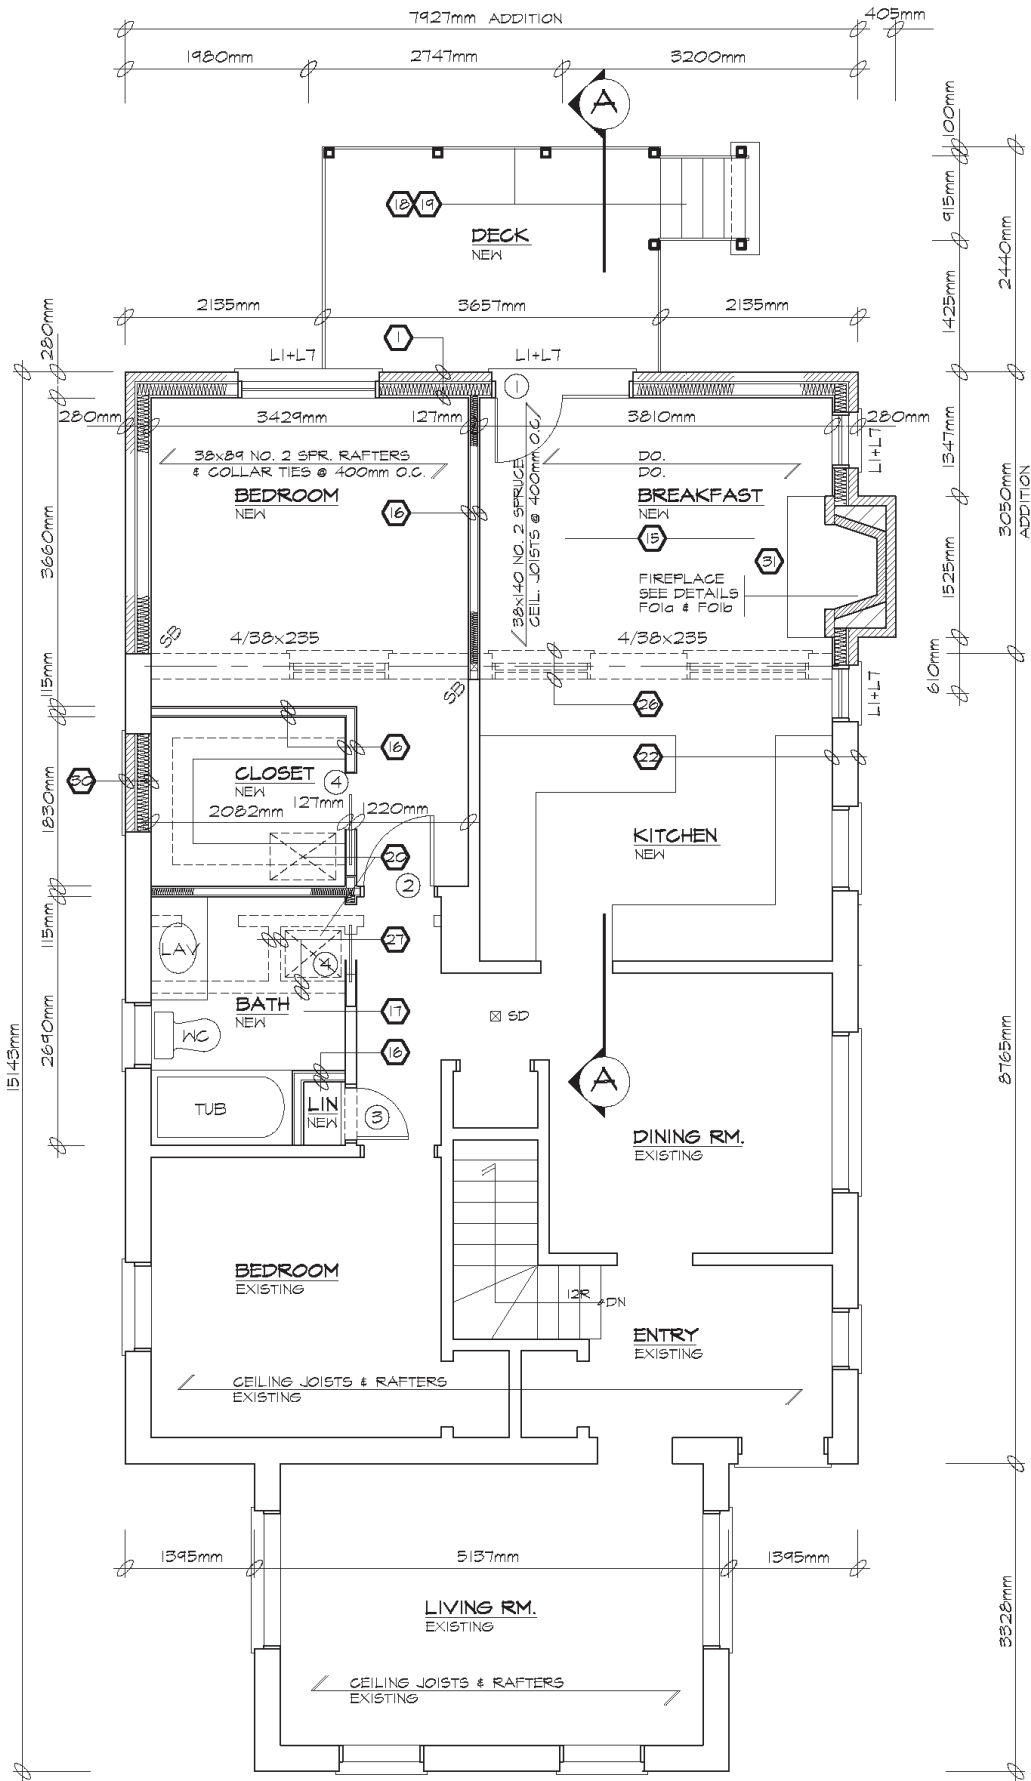 7927mm ADDITION
405mm
1980mm
2747mm
3200mm
A
100mm
915mm
2440mm
1425mm
18
19
DECK
NEW
2135mm
3657mm
2135mm
280mm
1
L1+L7
L1+L7
1
280mm
3429mm
127mm
3810mm
280mm
1347mm
L1+L7
3050mm
ADDITION
38x89 NO. 2 SPR. RAFTERS
& COLLAR TIES @ 400mm O.C.
DO.
DO.
BEDROOM
NEW
16
38x140 NO. 2 SPRUCE
CEIL. JOISTS @ 400mm O.C.
BREAKFAST
NEW
15
31
3660mm
1525mm
FIREPLACE
SEE DETAILS
F01a & F01b
SB
4/38x235
4/38x235
610mm
115mm
SB
26
L1+L7
16
22
30
CLOSET
NEW
4
1830mm
2082mm
127mm
1220mm
KITCHEN
NEW
20
2
115mm
LAV
27
4
BATH
NEW
17
SD
WC
2690mm
15143mm
8765mm
16
A
TUB
LIN
NEW
3
DINING RM.
EXISTING
BEDROOM
EXISTING
12R
DN
ENTRY
EXISTING
CEILING JOISTS & RAFTERS
EXISTING
1395mm
5137mm
1395mm
LIVING RM.
EXISTING
3328mm
CEILING JOISTS & RAFTERS
EXISTING